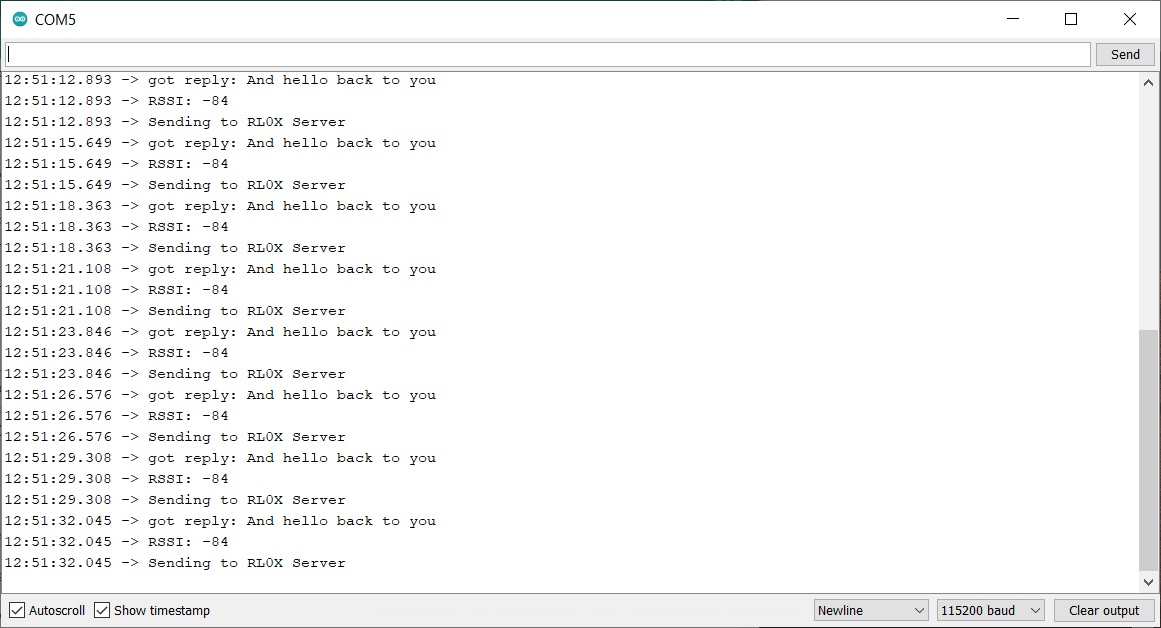 COM5
Send
12:51:12.893 -> got reply: And hello back to you
12:51:12.893 -> RSSI: -84
12:51:12.893 -> Sending to RL0X Server
12:51:15.649 -> got reply: And hello back to you
12:51:15.649 -> RSSI: -84
12:51:15.649 -> Sending to RL0X Server
12:51:18.363 -> got reply: And hello back to you
12:51:18.363 -> RSSI: -84
12:51:18.363 -> Sending to RL0X Server
12:51:21.108 -> got reply: And hello back to you
12:51:21.108 -> RSSI: -84
12:51:21.108 -> Sending to RL0X Server
12:51:23.846 -> got reply: And hello back to you
12:51:23.846 -> RSSI: -84
12:51:23.846 -> Sending to RL0X Server
12:51:26.576 -> got reply: And hello back to you
12:51:26.576 -> RSSI: -84
12:51:26.576 -> Sending to RL0X Server
12:51:29.308 -> got reply: And hello back to you
12:51:29.308 -> RSSI: -84
12:51:29.308 -> Sending to RL0X Server
12:51:32.045 -> got reply: And hello back to you
12:51:32.045 -> RSSI: -84
12:51:32.045 -> Sending to RL0X Server
Autoscroll Show timestamp Newline 115200 baud Clear output